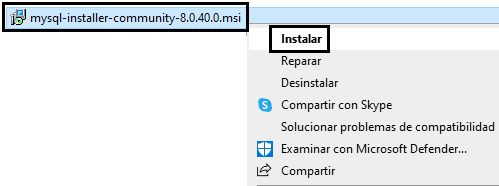 mysql-installer-community-8.0.40.0.msi
Instalar
Reparar
Desinstalar
Compartir con Skype
Solucionar problemas de compatibilidad
Examinar con Microsoft Defender...
Compartir